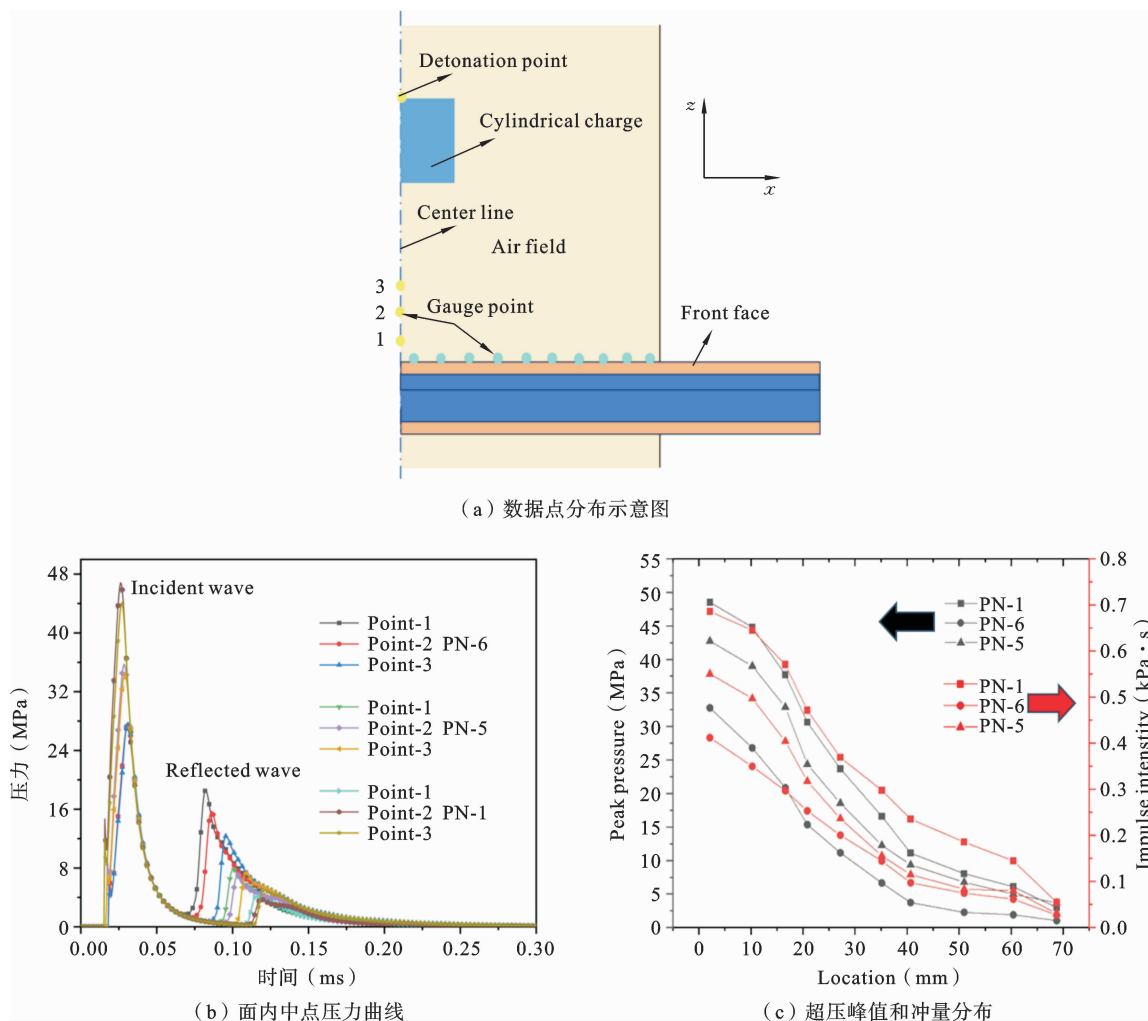 Detonation point
Cylindrical charge
z
x
Center line
Air field
3
2
1
Gauge point
Front face
(a)数据点分布示意图
48
40
32
24
16
8
0
压力(MPa)
Incident wave
Reflected wave
Point-1
Point-2 PN-6
Point-3
Point-1
Point-2 PN-5
Point-3
Point-1
Point-2 PN-1
Point-3
0.00 0.05 0.10 0.15 0.20 0.25 0.30
时间(ms)
(b)面内中点压力曲线
55
50
45
40
35
30
25
20
15
10
5
0
Peak pressure(MPa)
PN-1
PN-6
PN-5
PN-1
PN-6
PN-5
0.8
0.7
0.6
0.5
0.4
0.3
0.2
0.1
0.0
Impulse intenstity(kPa·s)
0 10 20 30 40 50 60 70
Location(mm)
(c)超压峰值和冲量分布